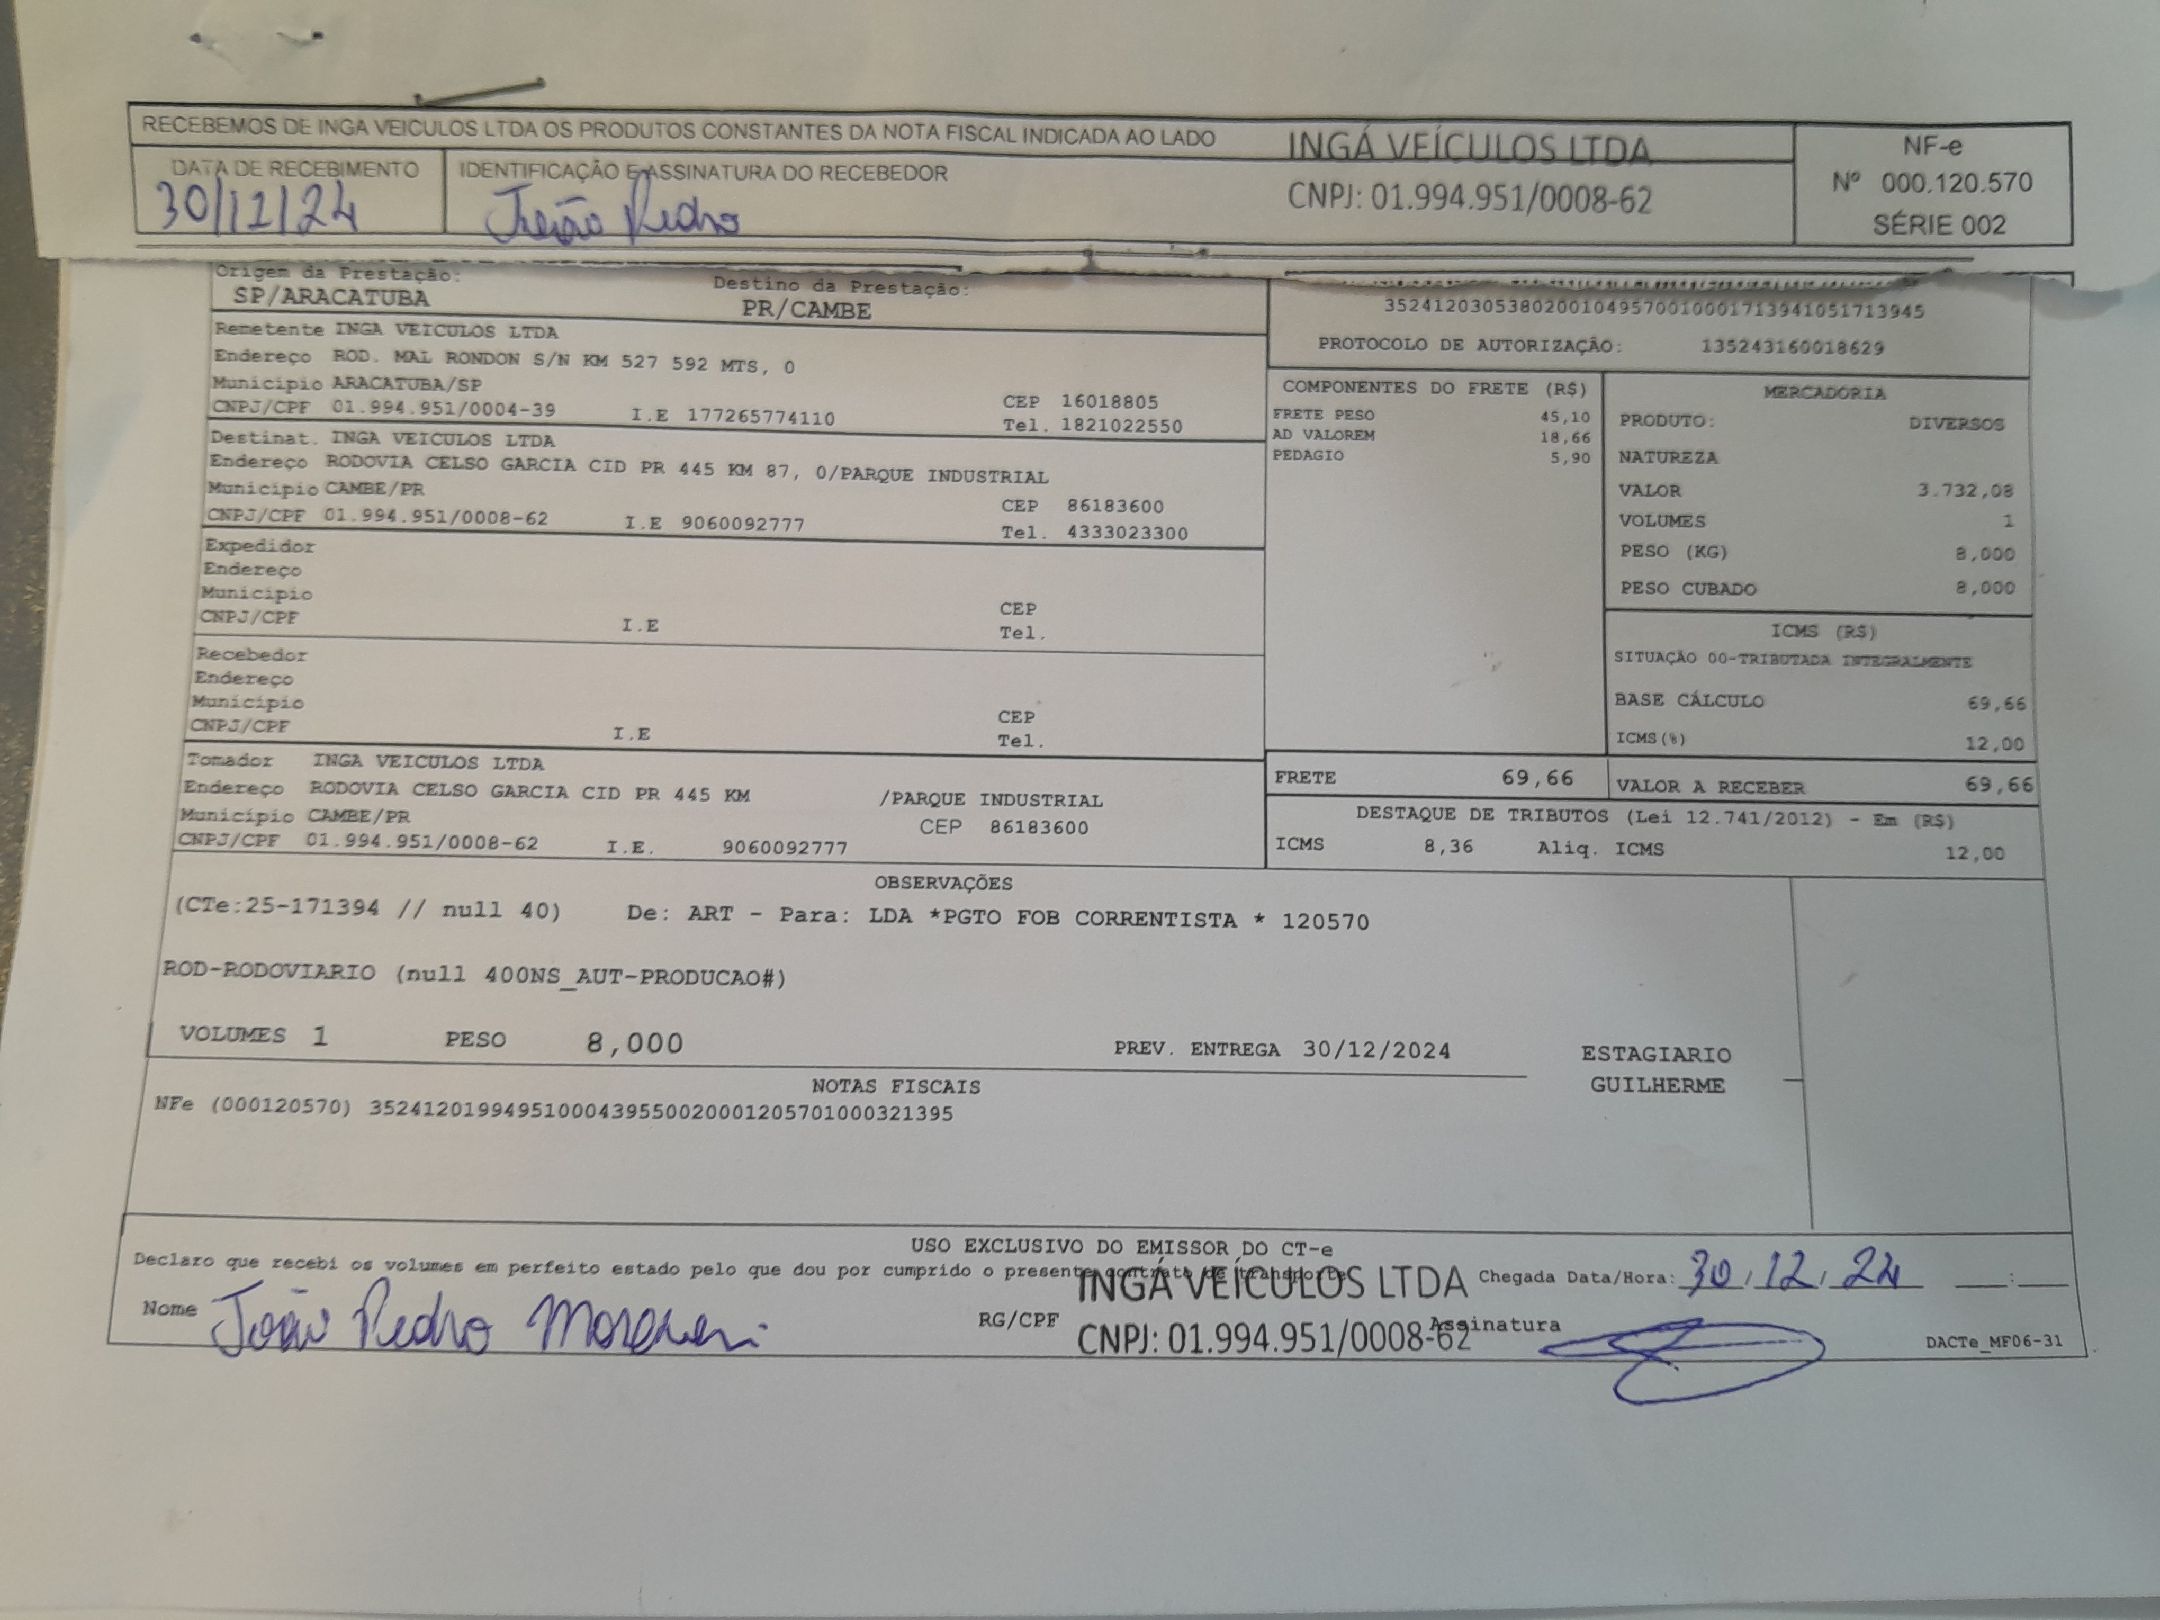 RECEBEMOS DE INGA VEICULOS LTDA OS PRODUTOS CONSTANTES DA NOTA FISCAL INDICADA AO LADO
INGÁ VEÍCULOS LTDA
CNPJ: 01.994.951/0008-62
NF-e
Nº 000.120.570
SÉRIE 002
DATA DE RECEBIMENTO
30/12/24
IDENTIFICAÇÃO E ASSINATURA DO RECEBEDOR
João Pedro
Origem da Prestação:
SP/ARACATUBA
Destino da Prestação:
PR/CAMBE
35241203053802001049570010001713941051713945
PROTOCOLO DE AUTORIZAÇÃO: 135243160018629
Remetente INGA VEICULOS LTDA
Endereço ROD. MAL RONDON S/N KM 527 592 MTS, 0
Município ARACATUBA/SP CEP 16018805
CNPJ/CPF 01.994.951/0004-39 I.E 177265774110 Tel. 1821022550
Destinat. INGA VEICULOS LTDA
Endereço RODOVIA CELSO GARCIA CID PR 445 KM 87, 0/PARQUE INDUSTRIAL
Município CAMBE/PR CEP 86183600
CNPJ/CPF 01.994.951/0008-62 I.E 9060092777 Tel. 4333023300
Expedidor
Endereço
Município CEP
CNPJ/CPF I.E Tel.
Recebedor
Endereço
Município CEP
CNPJ/CPF I.E Tel.
Tomador INGA VEICULOS LTDA
Endereço RODOVIA CELSO GARCIA CID PR 445 KM /PARQUE INDUSTRIAL
Município CAMBE/PR CEP 86183600
CNPJ/CPF 01.994.951/0008-62 I.E. 9060092777
COMPONENTES DO FRETE (R$)
FRETE PESO 45,10
AD VALOREM 18,66
PEDAGIO 5,90
MERCADORIA
PRODUTO: DIVERSOS
NATUREZA
VALOR 3.732,08
VOLUMES 1
PESO (KG) 8,000
PESO CUBADO 8,000
ICMS (R$)
SITUAÇÃO 00-TRIBUTADA INTEGRALMENTE
BASE CÁLCULO 69,66
ICMS(%) 12,00
FRETE 69,66 VALOR A RECEBER 69,66
DESTAQUE DE TRIBUTOS (Lei 12.741/2012) - Em (R$)
ICMS 8,36 Aliq. ICMS 12,00
OBSERVAÇÕES
(CTe:25-171394 // null 40) De: ART - Para: LDA *PGTO FOB CORRENTISTA * 120570
ROD-RODOVIARIO (null 400NS_AUT-PRODUCAO#)
VOLUMES 1 PESO 8,000 PREV. ENTREGA 30/12/2024
ESTAGIARIO
GUILHERME
NOTAS FISCAIS
NFe (000120570) 35241201994951000439550020001205701000321395
USO EXCLUSIVO DO EMISSOR DO CT-e
Declaro que recebi os volumes em perfeito estado pelo que dou por cumprido o presente contrato de transporte
INGÁ VEÍCULOS LTDA
CNPJ: 01.994.951/0008-62
Chegada Data/Hora: 30/12/24 __:__
Nome João Pedro
RG/CPF
Assinatura
DACTe_MF06-31